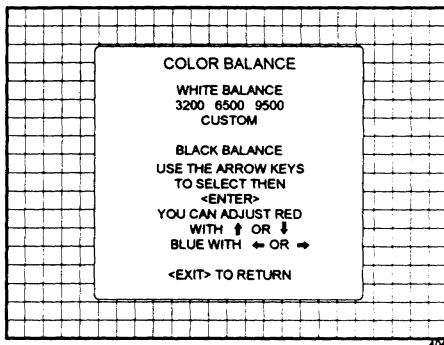 COLOR BALANCE
WHITE BALANCE
3200 6500 9500
CUSTOM
BLACK BALANCE
USE THE ARROW KEYS
TO SELECT THEN
<ENTER>
YOU CAN ADJUST RED
WITH ↑ OR ↓
BLUE WITH ← OR →
<EXIT> TO RETURN